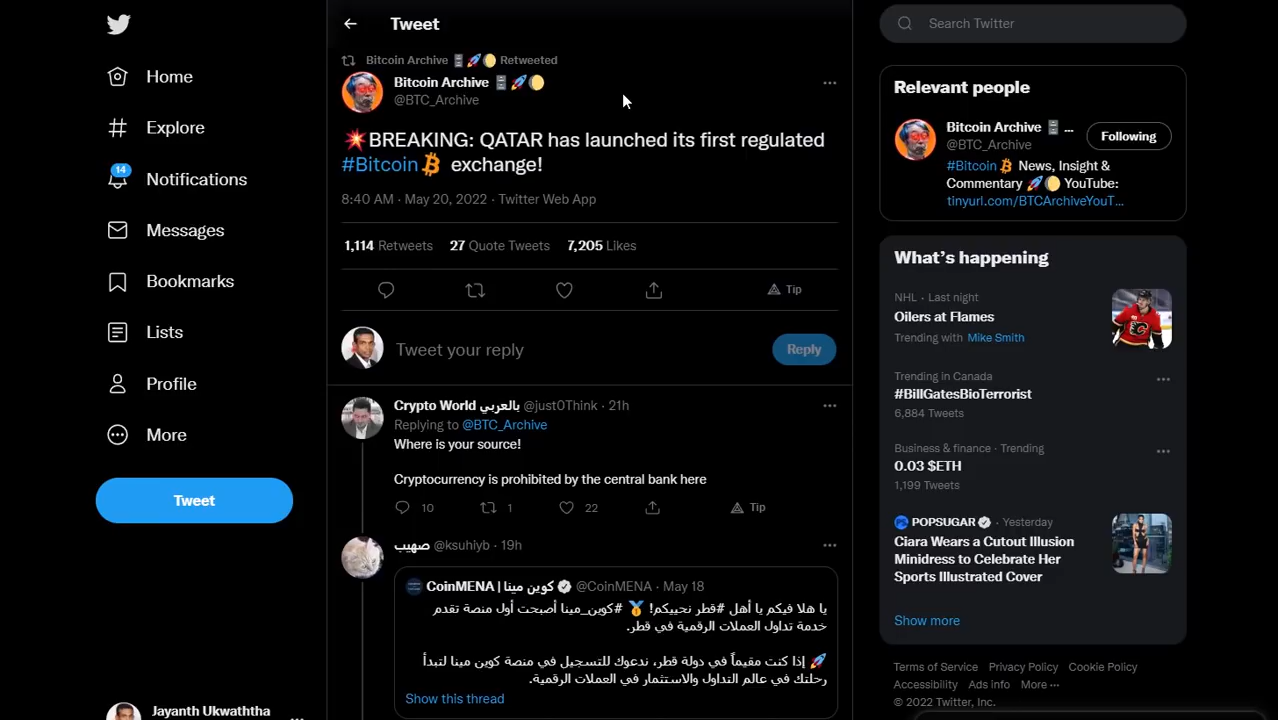 Home
Explore
14
Notifications
Messages
Bookmarks
Lists
Profile
More
Tweet
Jayanth Ukwaththa
Tweet
Bitcoin Archive 🗄️🚀🌔 Retweeted
Bitcoin Archive 🗄️🚀🌔
@BTC_Archive
💥BREAKING: QATAR has launched its first regulated
#Bitcoin exchange!
8:40 AM · May 20, 2022 · Twitter Web App
1,114 Retweets 27 Quote Tweets 7,205 Likes
Tip
Tweet your reply
Reply
Crypto World بالعربي @just0Think · 21h
Replying to @BTC_Archive
Where is your source!
Cryptocurrency is prohibited by the central bank here
10 1 22 Tip
صهيب @ksuhiyb · 19h
CoinMENA | كوين مينا @CoinMENA · May 18
يا هلا فيكم يا أهل #قطر نحييكم! 🥇 #كوين_مينا أصبحت أول منصة تقدم
خدمة تداول العملات الرقمية في قطر.
🚀 إذا كنت مقيماً في دولة قطر، ندعوك للتسجيل في منصة كوين مينا لتبدأ
رحلتك في عالم التداول والاستثمار في العملات الرقمية.
Show this thread
Search Twitter
Relevant people
Bitcoin Archive 🗄️ ...
@BTC_Archive
Following
#Bitcoin News, Insight &
Commentary 🚀🌔 YouTube:
tinyurl.com/BTCArchiveYouT...
What's happening
NHL · Last night
Oilers at Flames
Trending with Mike Smith
Trending in Canada
#BillGatesBioTerrorist
6,884 Tweets
Business & finance · Trending
0.03 $ETH
1,199 Tweets
POPSUGAR · Yesterday
Ciara Wears a Cutout Illusion
Minidress to Celebrate Her
Sports Illustrated Cover
Show more
Terms of Service Privacy Policy Cookie Policy
Accessibility Ads info More ...
© 2022 Twitter, Inc.